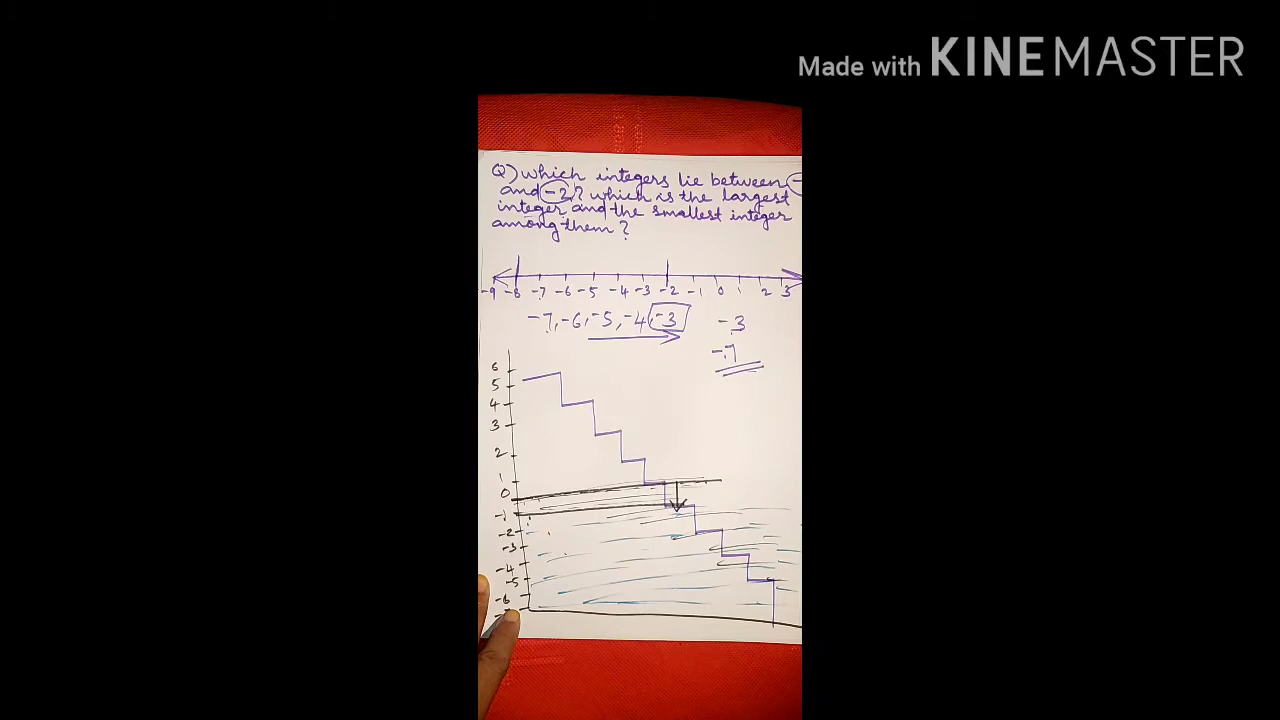 Made with KINEMASTER
Q) which integers lie between -
and -2? which is the largest
integer and the smallest integer
among them?
-9 -8 -7 -6 -5 -4 -3 -2 -1 0 1 2 3
-7, -6, -5, -4, -3
-3
-7
6
5
4
3
2
1
0
-1
-2
-3
-4
-5
-6